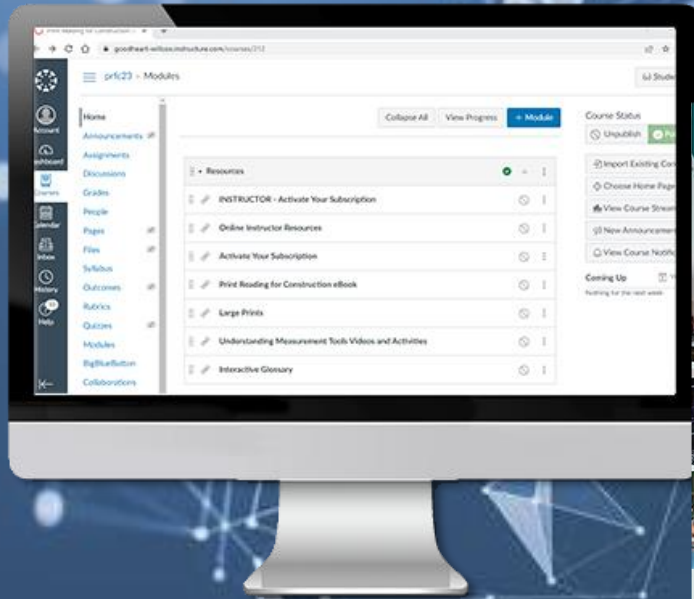 Print Reading for Construction
goodheart-willcox.instructure.com/courses/212
prfc23 › Modules
Account
Dashboard
Courses
Calendar
Inbox
History
Help
Home
Announcements
Assignments
Discussions
Grades
People
Pages
Files
Syllabus
Outcomes
Rubrics
Quizzes
Modules
BigBlueButton
Collaborations
Collapse All
View Progress
+ Module
Resources
INSTRUCTOR - Activate Your Subscription
Online Instructor Resources
Activate Your Subscription
Print Reading for Construction eBook
Large Prints
Understanding Measurement Tools Videos and Activities
Interactive Glossary
Course Status
Unpublish
Import Existing
Choose Home Page
View Course Stream
New Announcement
View Course
Coming Up
Nothing for the next week